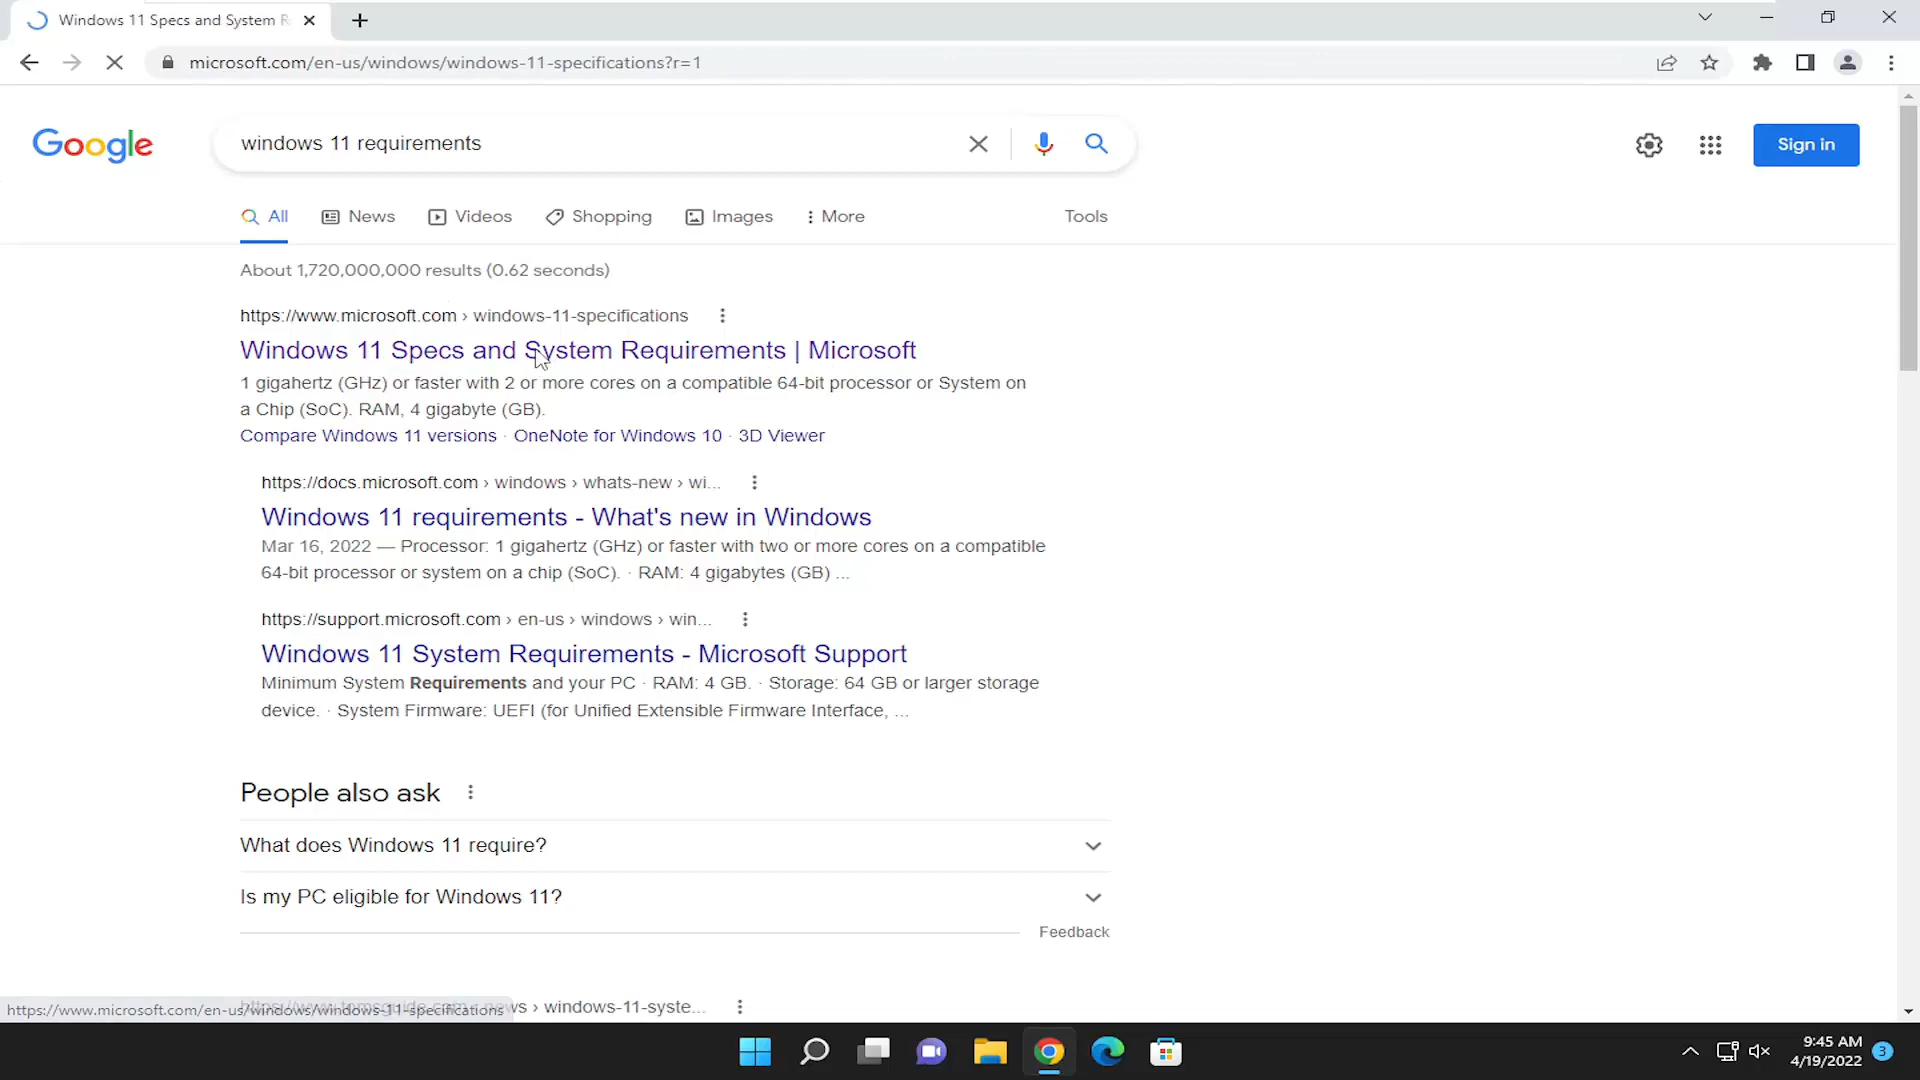 Windows 11 Specs and System R
microsoft.com/en-us/windows/windows-11-specifications?r=1
Google
windows 11 requirements
Sign in
All
News
Videos
Shopping
Images
More
Tools
About 1,720,000,000 results (0.62 seconds)
https://www.microsoft.com › windows-11-specifications
Windows 11 Specs and System Requirements | Microsoft
1 gigahertz (GHz) or faster with 2 or more cores on a compatible 64-bit processor or System on
a Chip (SoC). RAM, 4 gigabyte (GB).
Compare Windows 11 versions · OneNote for Windows 10 · 3D Viewer
https://docs.microsoft.com › windows › whats-new › wi...
Windows 11 requirements - What's new in Windows
Mar 16, 2022 — Processor: 1 gigahertz (GHz) or faster with two or more cores on a compatible
64-bit processor or system on a chip (SoC). · RAM: 4 gigabytes (GB) ...
https://support.microsoft.com › en-us › windows › win...
Windows 11 System Requirements - Microsoft Support
Minimum System Requirements and your PC · RAM: 4 GB. · Storage: 64 GB or larger storage
device. · System Firmware: UEFI (for Unified Extensible Firmware Interface, ...
People also ask
What does Windows 11 require?
Is my PC eligible for Windows 11?
Feedback
https://www.tomsguide.com › news › windows-11-syste...
https://www.microsoft.com/en-us/windows/windows-11-specifications
9:45 AM
4/19/2022
3